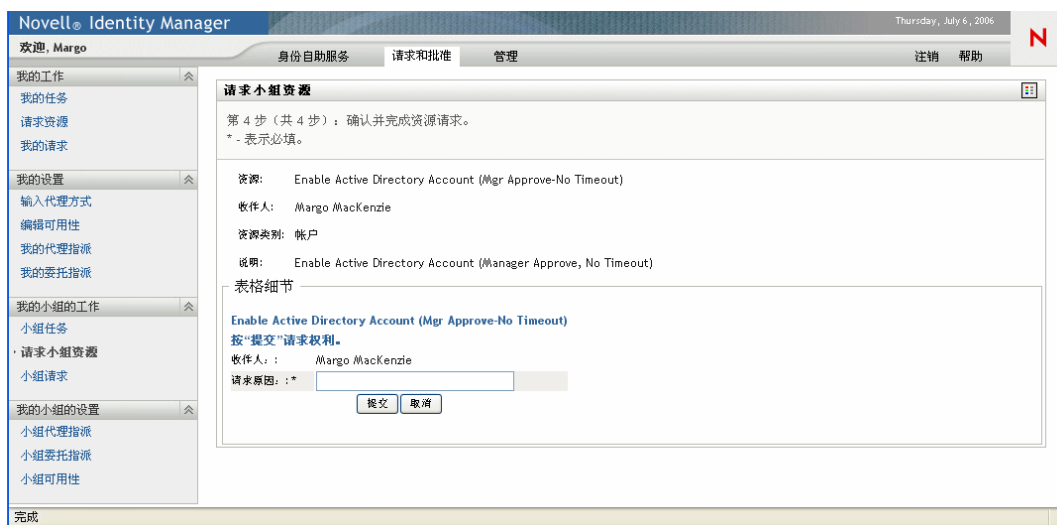 Novell® Identity Manager
Thursday, July 6, 2006
N
欢迎, Margo
身份自助服务 请求和批准 管理 注销 帮助
我的工作
我的任务
请求资源
我的请求
我的设置
输入代理方式
编辑可用性
我的代理指派
我的委托指派
我的小组的工作
小组任务
· 请求小组资源
小组请求
我的小组的设置
小组代理指派
小组委托指派
小组可用性
请求小组资源
第 4 步（共 4 步）：确认并完成资源请求。
* - 表示必填。
资源: Enable Active Directory Account (Mgr Approve-No Timeout)
收件人: Margo MacKenzie
资源类别: 帐户
说明: Enable Active Directory Account (Manager Approve, No Timeout)
表格细节
Enable Active Directory Account (Mgr Approve-No Timeout)
按“提交”请求权利。
收件人: : Margo MacKenzie
请求原因: :*
提交 取消
完成